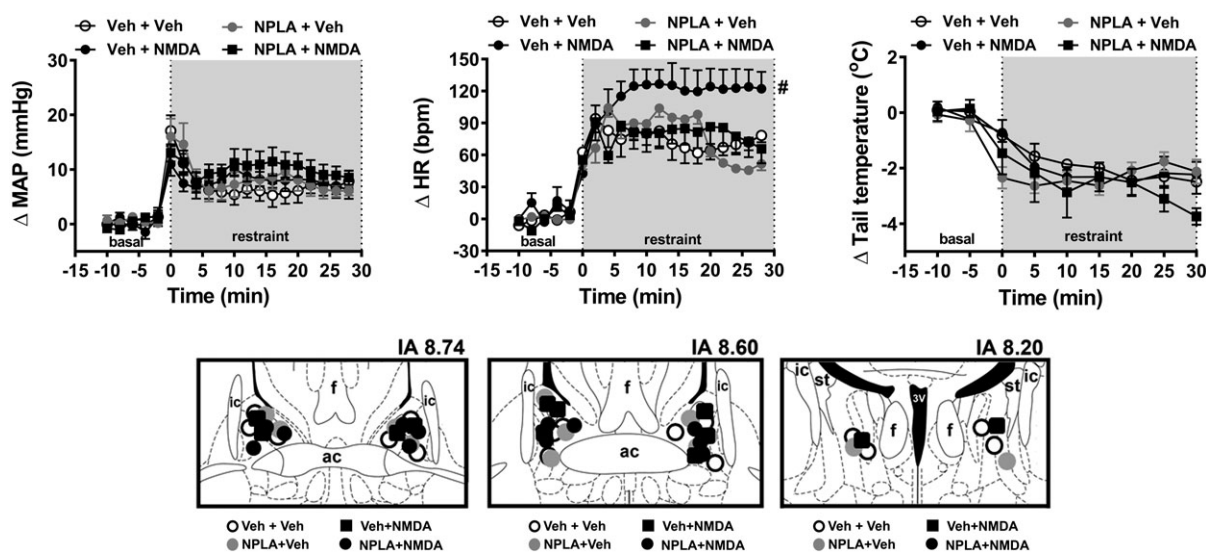 Veh + Veh NPLA + Veh
Veh + NMDA NPLA + NMDA
Δ MAP (mmHg)
30
20
10
0
basal
restraint
-15 -10 -5 0 5 10 15 20 25 30
Time (min)
Veh + Veh NPLA + Veh
Veh + NMDA NPLA + NMDA
Δ HR (bpm)
150
120
90
60
30
0
-30
#
basal
restraint
-15 -10 -5 0 5 10 15 20 25 30
Time (min)
Veh + Veh NPLA + Veh
Veh + NMDA NPLA + NMDA
Δ Tail temperature (°C)
2
0
-2
-4
basal
restraint
-15 -10 -5 0 5 10 15 20 25 30
Time (min)
IA 8.74
f
ic
ic
ac
Veh + Veh Veh+NMDA
NPLA+Veh NPLA+NMDA
IA 8.60
f
ic
ic
ac
Veh + Veh Veh+NMDA
NPLA+Veh NPLA+NMDA
IA 8.20
ic
st
3V
st
ic
f
f
Veh + Veh Veh+NMDA
NPLA+Veh NPLA+NMDA